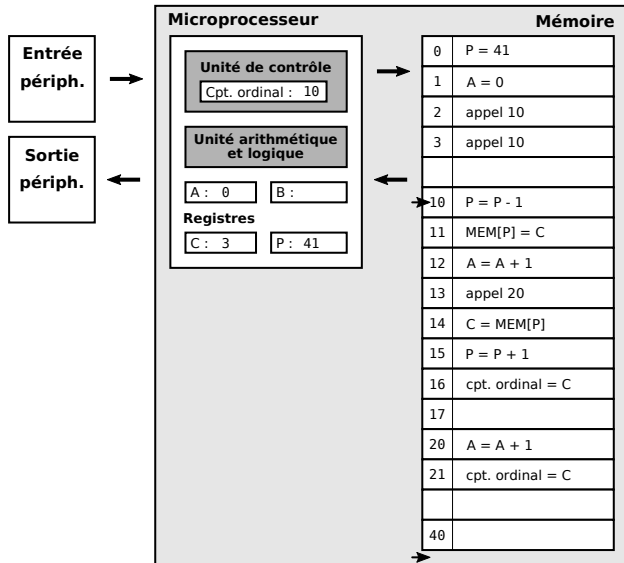 Microprocesseur
Mémoire
Entrée
périph.
Sortie
périph.
Unité de contrôle
Cpt. ordinal : 10
Unité arithmétique
et logique
A : 0
B :
Registres
C : 3
P : 41
0 P = 41
1 A = 0
2 appel 10
3 appel 10
10 P = P - 1
11 MEM[P] = C
12 A = A + 1
13 appel 20
14 C = MEM[P]
15 P = P + 1
16 cpt. ordinal = C
17
20 A = A + 1
21 cpt. ordinal = C
40